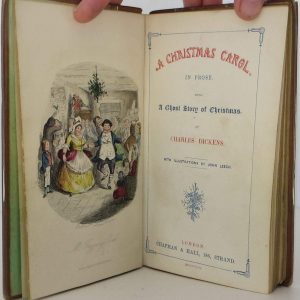 A CHRISTMAS CAROL.
IN PROSE.
BEING
A Ghost Story of Christmas.
BY
CHARLES DICKENS.
WITH ILLUSTRATIONS BY JOHN LEECH.
LONDON:
CHAPMAN & HALL, 186, STRAND.